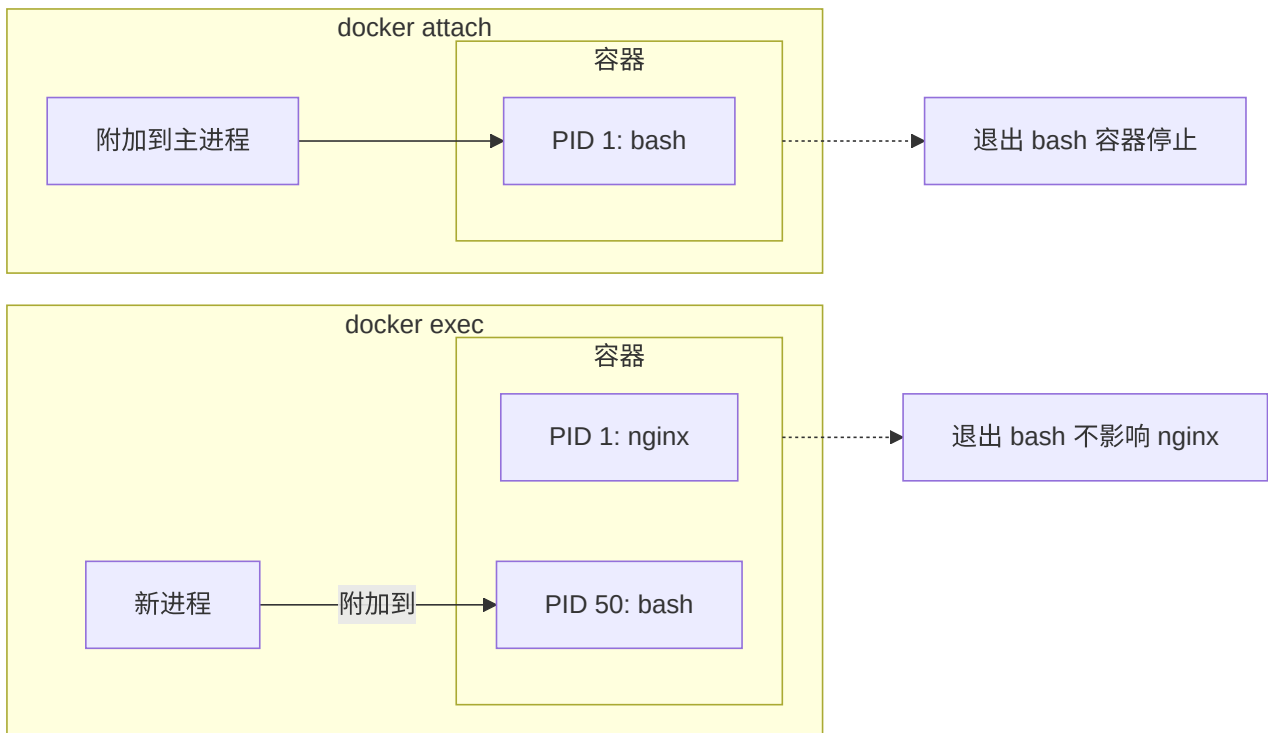 docker attach
容器
附加到主进程
PID 1: bash
退出 bash 容器停止
docker exec
容器
PID 1: nginx
退出 bash 不影响 nginx
新进程
附加到
PID 50: bash